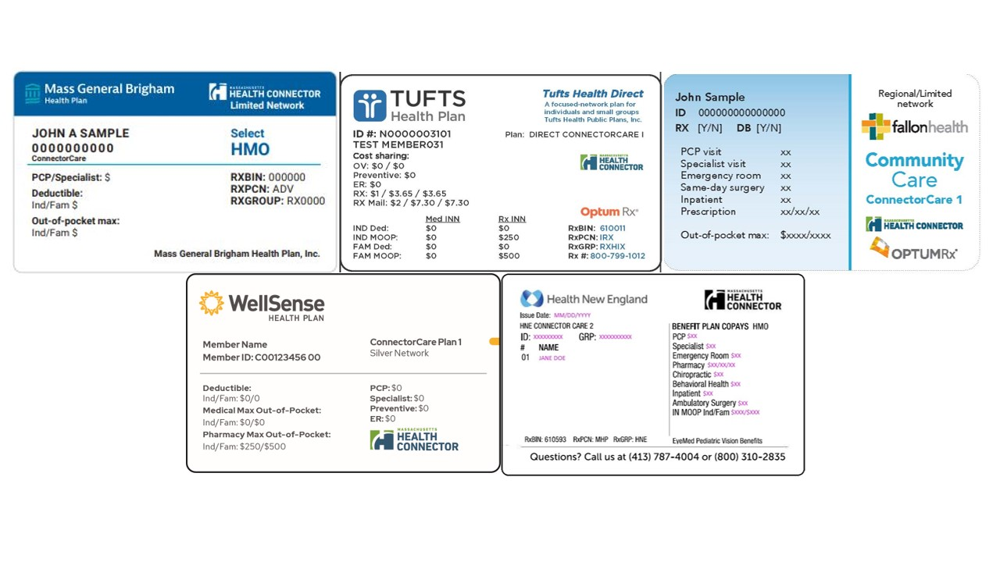 Mass General Brigham
Health Plan
MASSACHUSETTS
HEALTH CONNECTOR
Limited Network
JOHN A SAMPLE
0000000000
ConnectorCare
Select
HMO
PCP/Specialist: $
Deductible:
Ind/Fam $
Out-of-pocket max:
Ind/Fam $
RXBIN: 000000
RXPCN: ADV
RXGROUP: RX0000
Mass General Brigham Health Plan, Inc.
TUFTS
Health Plan
Tufts Health Direct
A focused-network plan for
individuals and small groups
Tufts Health Public Plans, Inc.
ID #: N0000003101
TEST MEMBER031
Plan: DIRECT CONNECTORCARE I
Cost sharing:
OV: $0 / $0
Preventive: $0
ER: $0
RX: $1 / $3.65 / $3.65
RX Mail: $2 / $7.30 / $7.30
MASSACHUSETTS
HEALTH
CONNECTOR
Optum Rx®
Med INN Rx INN
IND Ded: $0 $0
IND MOOP: $0 $250
FAM Ded: $0 $0
FAM MOOP: $0 $500
RxBIN: 610011
RxPCN: IRX
RxGRP: RXHIX
Rx #: 800-799-1012
John Sample
ID 000000000000000
RX [Y/N] DB [Y/N]
PCP visit xx
Specialist visit xx
Emergency room xx
Same-day surgery xx
Inpatient xx
Prescription xx/xx/xx
Out-of-pocket max: $xxxx/xxxx
Regional/Limited
network
fallonhealth
Community
Care
ConnectorCare 1
MASSACHUSETTS
HEALTH CONNECTOR
OPTUMRx®
WellSense
HEALTH PLAN
Member Name
Member ID: C00123456 00
ConnectorCare Plan 1
Silver Network
Deductible:
Ind/Fam: $0/0
Medical Max Out-of-Pocket:
Ind/Fam: $0/$0
Pharmacy Max Out-of-Pocket:
Ind/Fam: $250/$500
PCP: $0
Specialist: $0
Preventive: $0
ER: $0
MASSACHUSETTS
HEALTH
CONNECTOR
Health New England
MASSACHUSETTS
HEALTH
CONNECTOR
Issue Date: MM/DD/YYYY
HNE CONNECTOR CARE 2
ID: xxxxxxxxx GRP: xxxxxxxxxx
# NAME
01 JANE DOE
BENEFIT PLAN COPAYS HMO
PCP $xx
Specialist $xx
Emergency Room $xx
Pharmacy $xx/xx/xx
Chiropractic $xx
Behavioral Health $xx
Inpatient $xx
Ambulatory Surgery $xx
IN MOOP Ind/Fam $xxx/$xxx
RxBIN: 610593 RxPCN: MHP RxGRP: HNE
EyeMed Pediatric Vision Benefits
Questions? Call us at (413) 787-4004 or (800) 310-2835